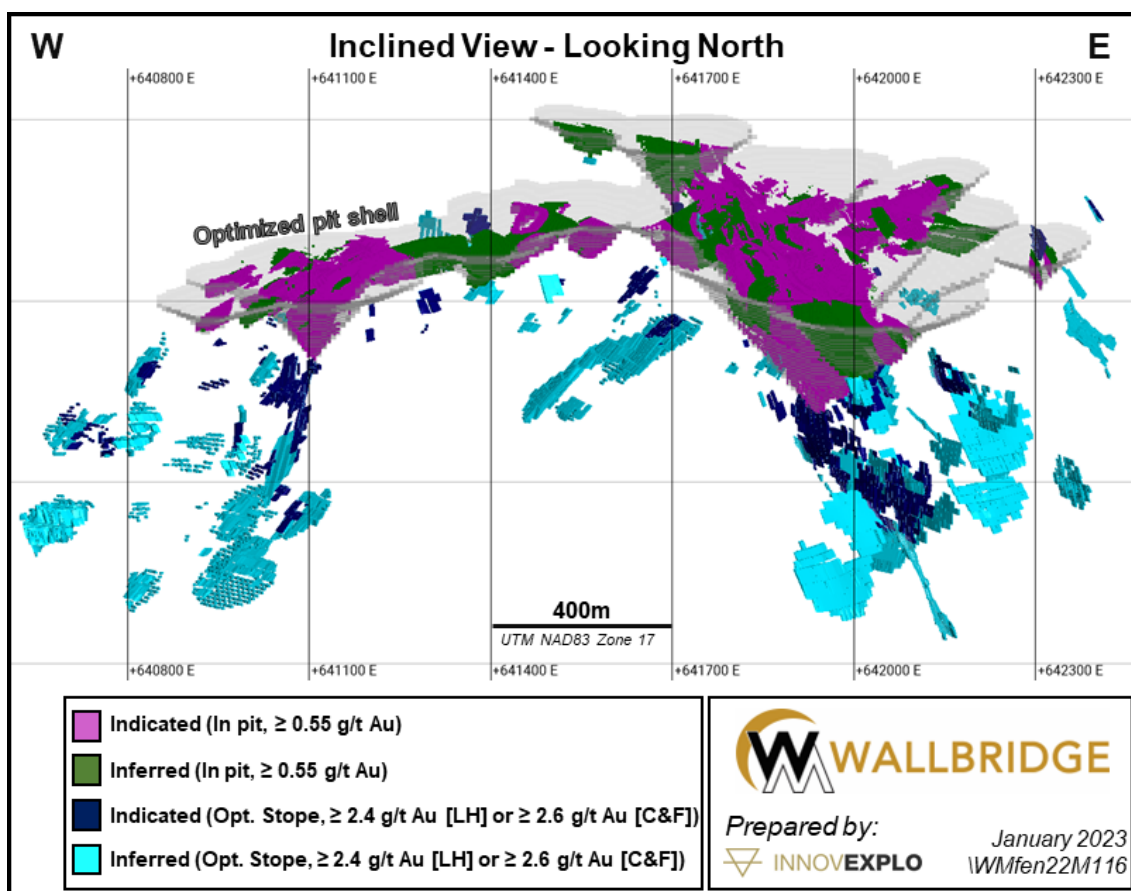 W Inclined View - Looking North E
+640800 E +641100 E +641400 E +641700 E +642000 E +642300 E
Optimized pit shell
400m
UTM NAD83 Zone 17
+640800 E +641100 E +641400 E +641700 E +642000 E +642300 E
Indicated (In pit, ≥ 0.55 g/t Au)
Inferred (In pit, ≥ 0.55 g/t Au)
Indicated (Opt. Stope, ≥ 2.4 g/t Au [LH] or ≥ 2.6 g/t Au [C&F])
Inferred (Opt. Stope, ≥ 2.4 g/t Au [LH] or ≥ 2.6 g/t Au [C&F])
WALLBRIDGE
Prepared by:
INNOVEXPLO
January 2023
\WMfen22M116